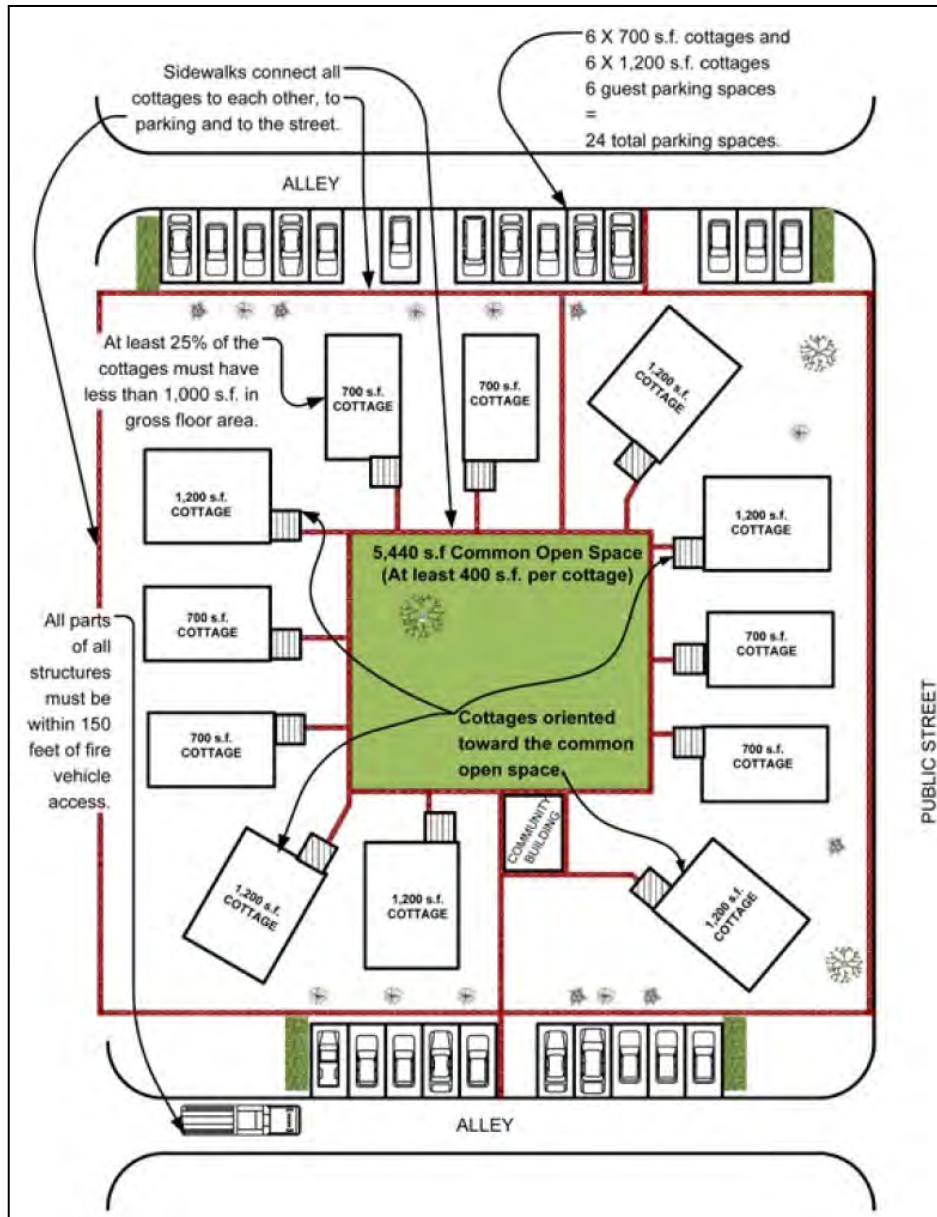 6 X 700 s.f. cottages and
6 X 1,200 s.f. cottages
6 guest parking spaces
=
24 total parking spaces.
Sidewalks connect all
cottages to each other, to
parking and to the street.
ALLEY
At least 25% of the
cottages must have
less than 1,000 s.f. in
gross floor area.
700 s.f.
COTTAGE
700 s.f.
COTTAGE
1,200 s.f.
COTTAGE
1,200 s.f.
COTTAGE
1,200 s.f.
COTTAGE
5,440 s.f Common Open Space
(At least 400 s.f. per cottage)
All parts
of all
structures
must be
within 150
feet of fire
vehicle
access.
700 s.f.
COTTAGE
700 s.f.
COTTAGE
700 s.f.
COTTAGE
700 s.f.
COTTAGE
Cottages oriented
toward the common
open space.
PUBLIC STREET
COMMUNITY
BUILDING
1,200 s.f.
COTTAGE
1,200 s.f.
COTTAGE
1,200 s.f.
COTTAGE
ALLEY